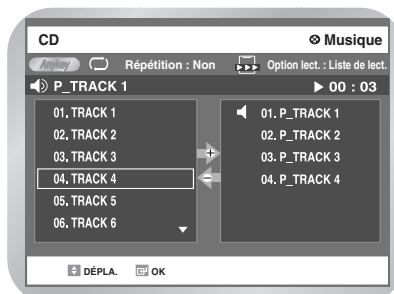 CD Musique
Anykey Répétition : Non Option lect. : Liste de lect.
P_TRACK 1 00 : 03
01. TRACK 1
02. TRACK 2
03. TRACK 3
04. TRACK 4
05. TRACK 5
06. TRACK 6
01. P_TRACK 1
02. P_TRACK 2
03. P_TRACK 3
04. P_TRACK 4
DÉPLA. OK